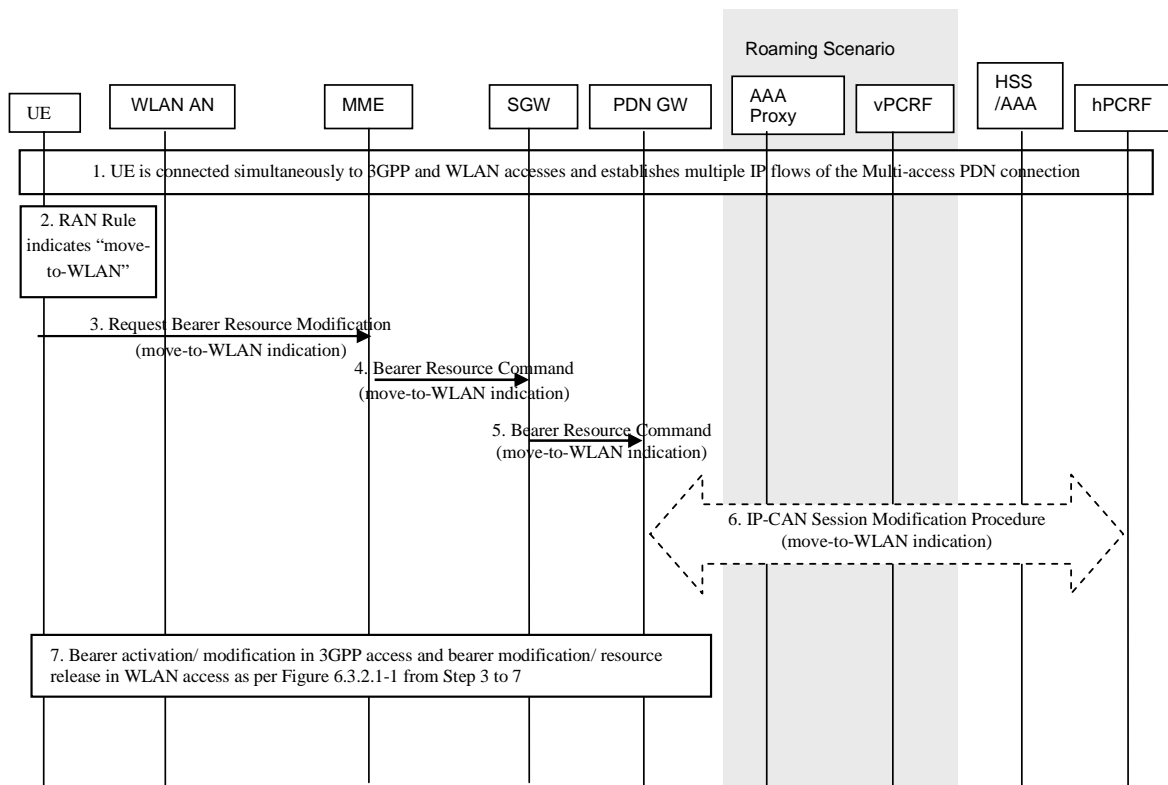 Roaming Scenario
UE
WLAN AN
MME
SGW
PDN GW
AAA
Proxy
vPCRF
HSS
/AAA
hPCRF
1. UE is connected simultaneously to 3GPP and WLAN accesses and establishes multiple IP flows of the Multi-access PDN connection
2. RAN Rule
indicates “move-
to-WLAN”
3. Request Bearer Resource Modification
(move-to-WLAN indication)
4. Bearer Resource Command
(move-to-WLAN indication)
5. Bearer Resource Command
(move-to-WLAN indication)
6. IP-CAN Session Modification Procedure
(move-to-WLAN indication)
7. Bearer activation/ modification in 3GPP access and bearer modification/ resource
release in WLAN access as per Figure 6.3.2.1-1 from Step 3 to 7